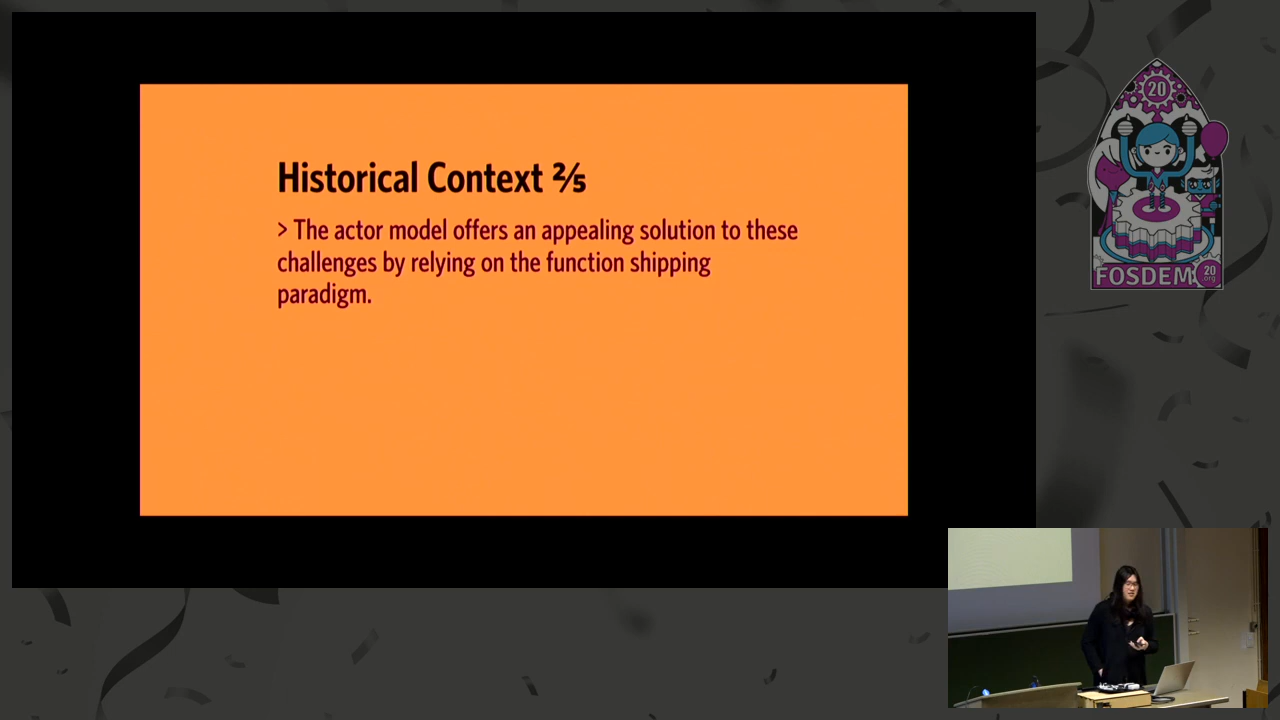 Historical Context ⅖
> The actor model offers an appealing solution to these
challenges by relying on the function shipping
paradigm.
20
FOSDEM 20
.org